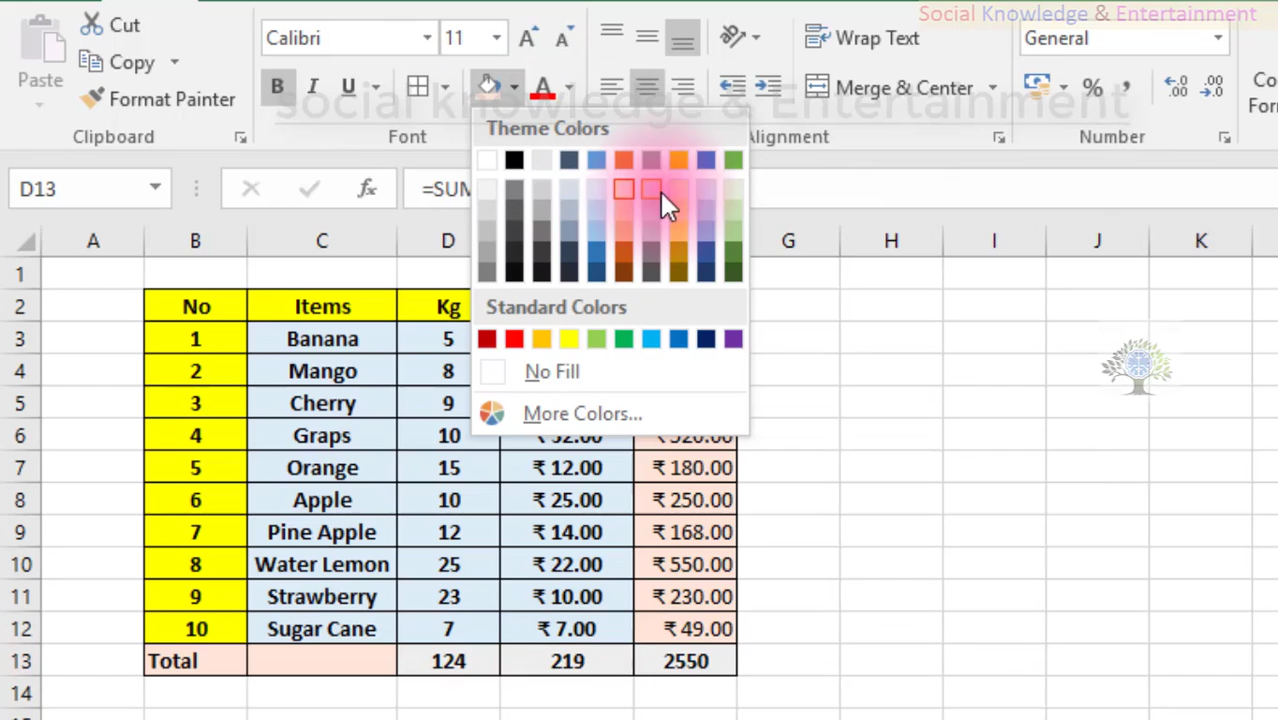 Social Knowledge & Entertainment
Cut
Calibri
11
Wrap Text
General
Paste
Copy
B I U
A
Merge & Center
%
Format Painter
social knowledge & Entertainment
Clipboard
Font
Alignment
Number
Theme Colors
D13
fx
=SUM
A B C D G H I J K
1
2 No Items Kg
3 1 Banana 5
4 2 Mango 8
5 3 Cherry 9
6 4 Graps 10
7 5 Orange 15 ₹ 12.00 ₹ 180.00
8 6 Apple 10 ₹ 25.00 ₹ 250.00
9 7 Pine Apple 12 ₹ 14.00 ₹ 168.00
10 8 Water Lemon 25 ₹ 22.00 ₹ 550.00
11 9 Strawberry 23 ₹ 10.00 ₹ 230.00
12 10 Sugar Cane 7 ₹ 7.00 ₹ 49.00
13 Total 124 219 2550
14
Standard Colors
No Fill
More Colors...